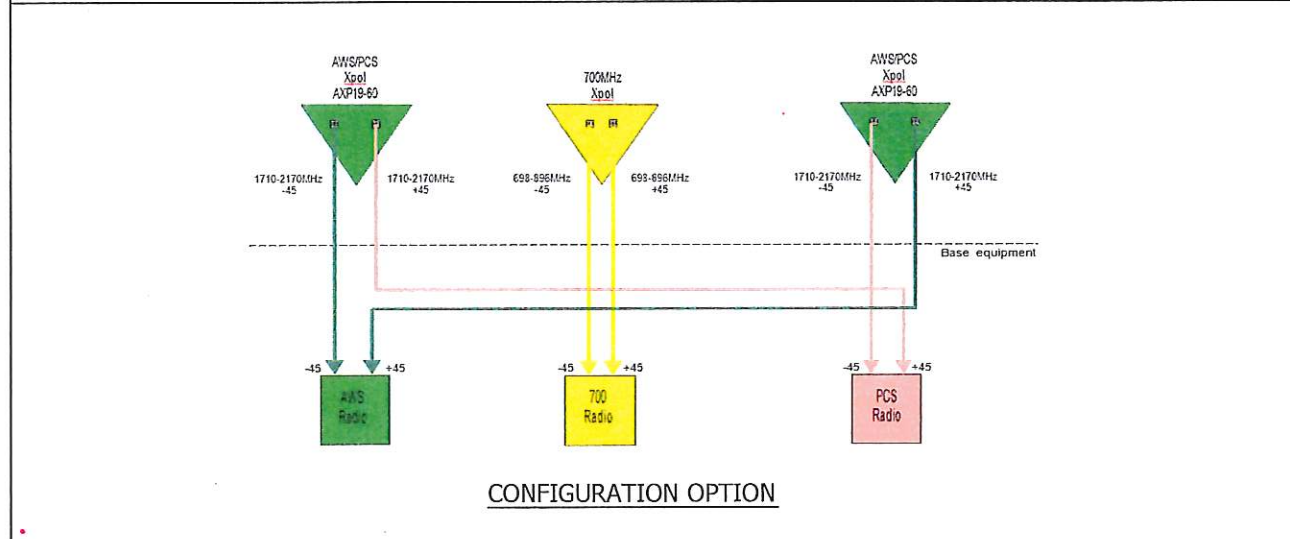 AWS/PCS
Xpol
AXP19-60
700MHz
Xpol
AWS/PCS
Xpol
AXP19-60
1710-2170MHz
-45
1710-2170MHz
+45
698-896MHz
-45
698-896MHz
+45
1710-2170MHz
-45
1710-2170MHz
+45
Base equipment
-45
+45
-45
+45
-45
+45
AWS
Radio
700
Radio
PCS
Radio
CONFIGURATION OPTION